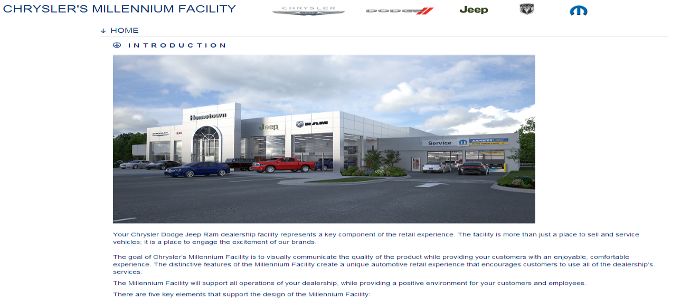 CHRYSLER'S MILLENNIUM FACILITY
CHRYSLER DODGE Jeep RAM
HOME
INTRODUCTION
Hometown
Jeep RAM
Service
Your Chrysler Dodge Jeep Ram dealership facility represents a key component of the retail experience. The facility is more than just a place to sell and service
vehicles; it is a place to engage the excitement of our brands.
The goal of Chrysler's Millennium Facility is to visually communicate the quality of the product while providing your customers with an enjoyable, comfortable
experience. The distinctive features of the Millennium Facility create a unique automotive retail experience that encourages customers to use all of the dealership's
services.
The Millennium Facility will support all operations of your dealership, while providing a positive environment for your customers and employees.
There are five key elements that support the design of the Millennium Facility: